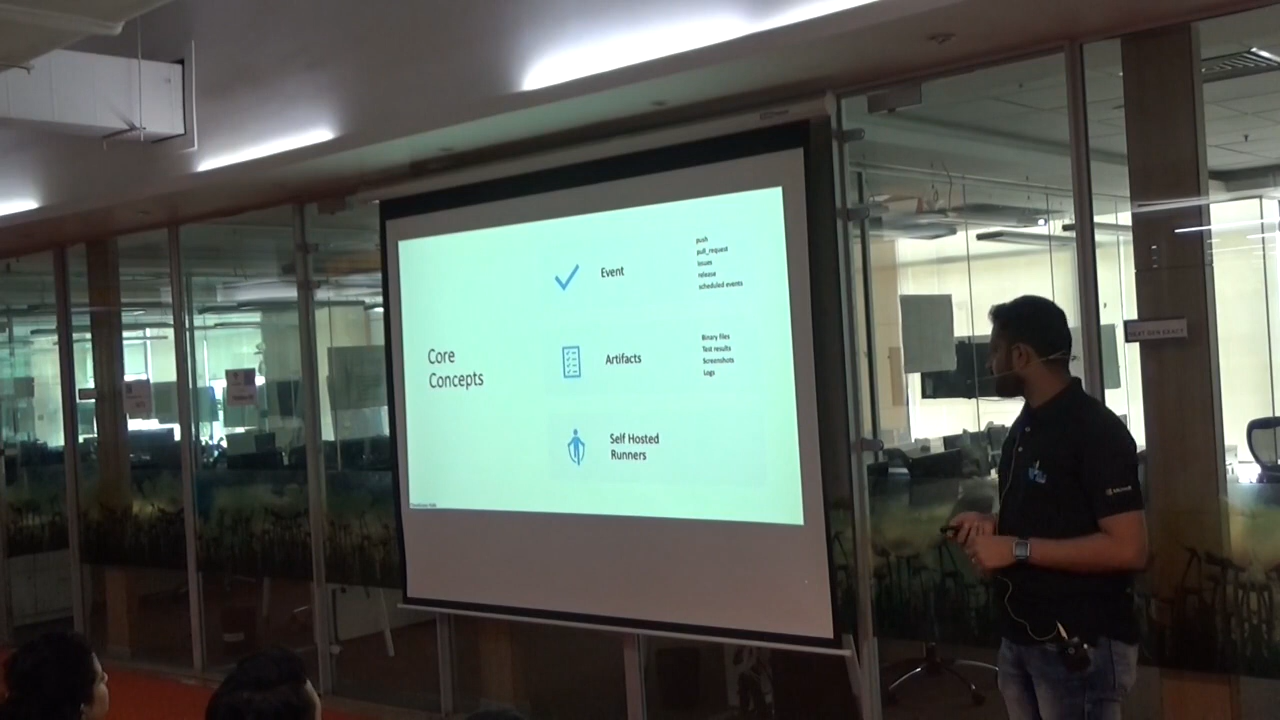 Core
Concepts
Event
push
pull_request
issues
release
scheduled events
Artifacts
Binary files
Test results
Screenshots
Logs
Self Hosted
Runners